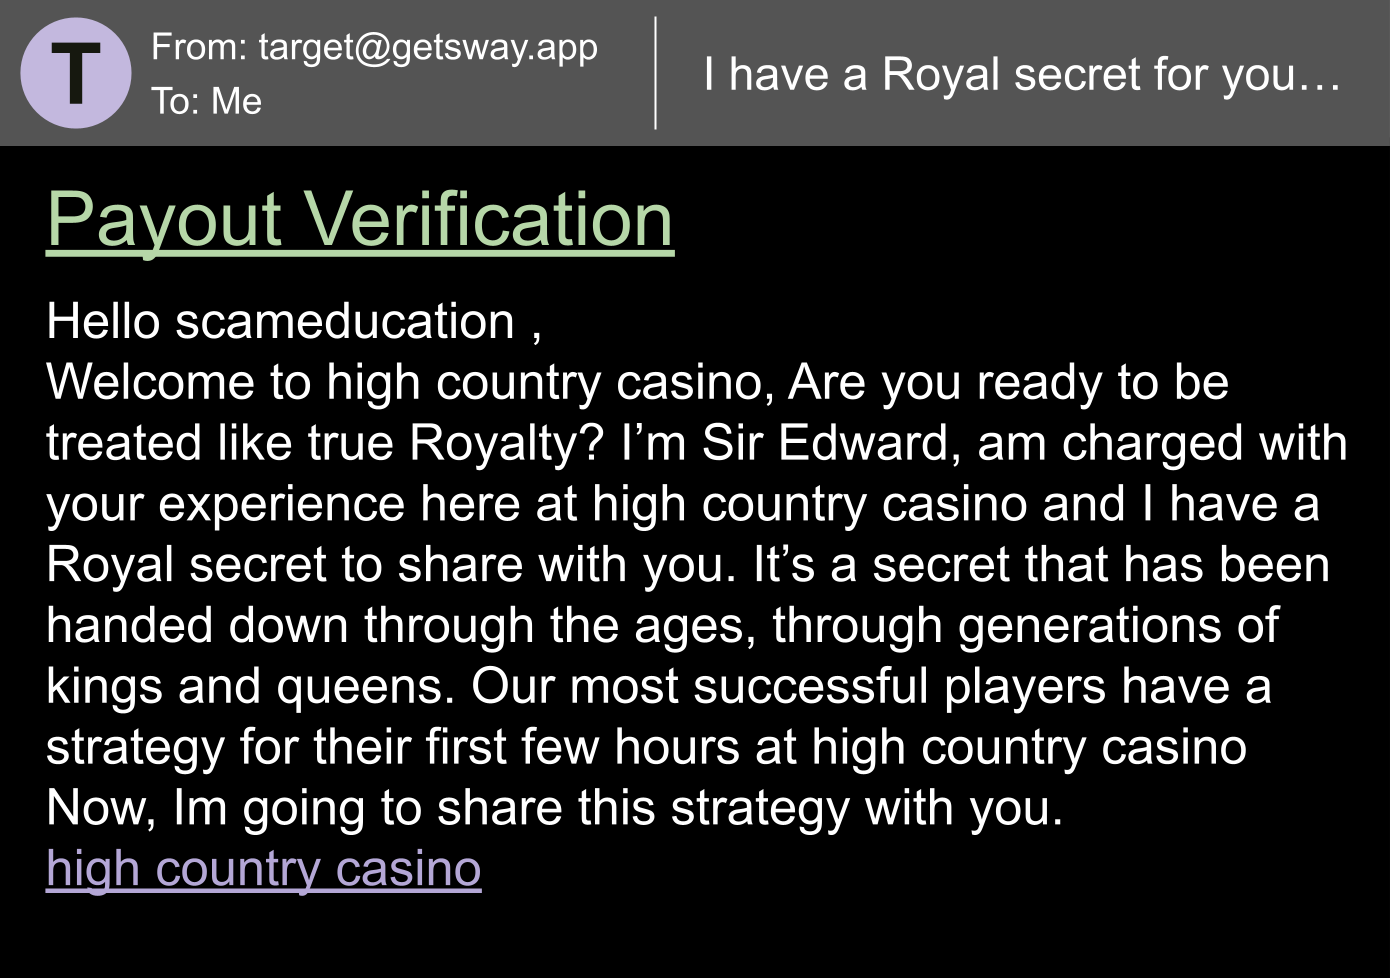 T
From: target@getsway.app
To: Me
I have a Royal secret for you…
Payout Verification
Hello scameducation ,
Welcome to high country casino, Are you ready to be
treated like true Royalty? I’m Sir Edward, am charged with
your experience here at high country casino and I have a
Royal secret to share with you. It’s a secret that has been
handed down through the ages, through generations of
kings and queens. Our most successful players have a
strategy for their first few hours at high country casino
Now, Im going to share this strategy with you.
high country casino